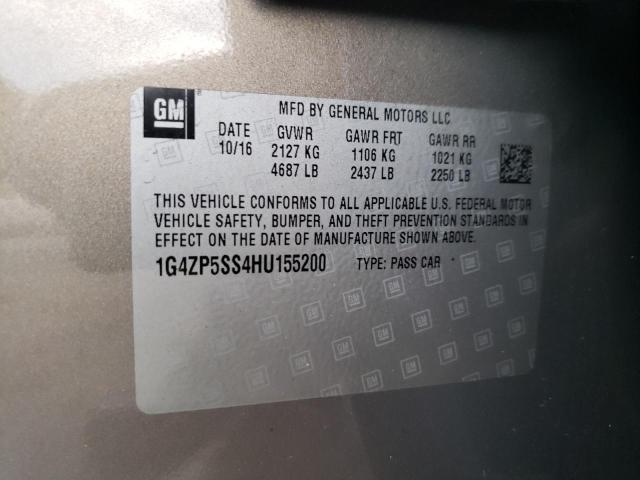 GM MFD BY GENERAL MOTORS LLC
DATE GVWR GAWR FRT GAWR RR
10/16 2127 KG 1106 KG 1021 KG
4687 LB 2437 LB 2250 LB
THIS VEHICLE CONFORMS TO ALL APPLICABLE U.S. FEDERAL MOTOR
VEHICLE SAFETY, BUMPER, AND THEFT PREVENTION STANDARDS IN
EFFECT ON THE DATE OF MANUFACTURE SHOWN ABOVE.
1G4ZP5SS4HU155200 TYPE: PASS CAR